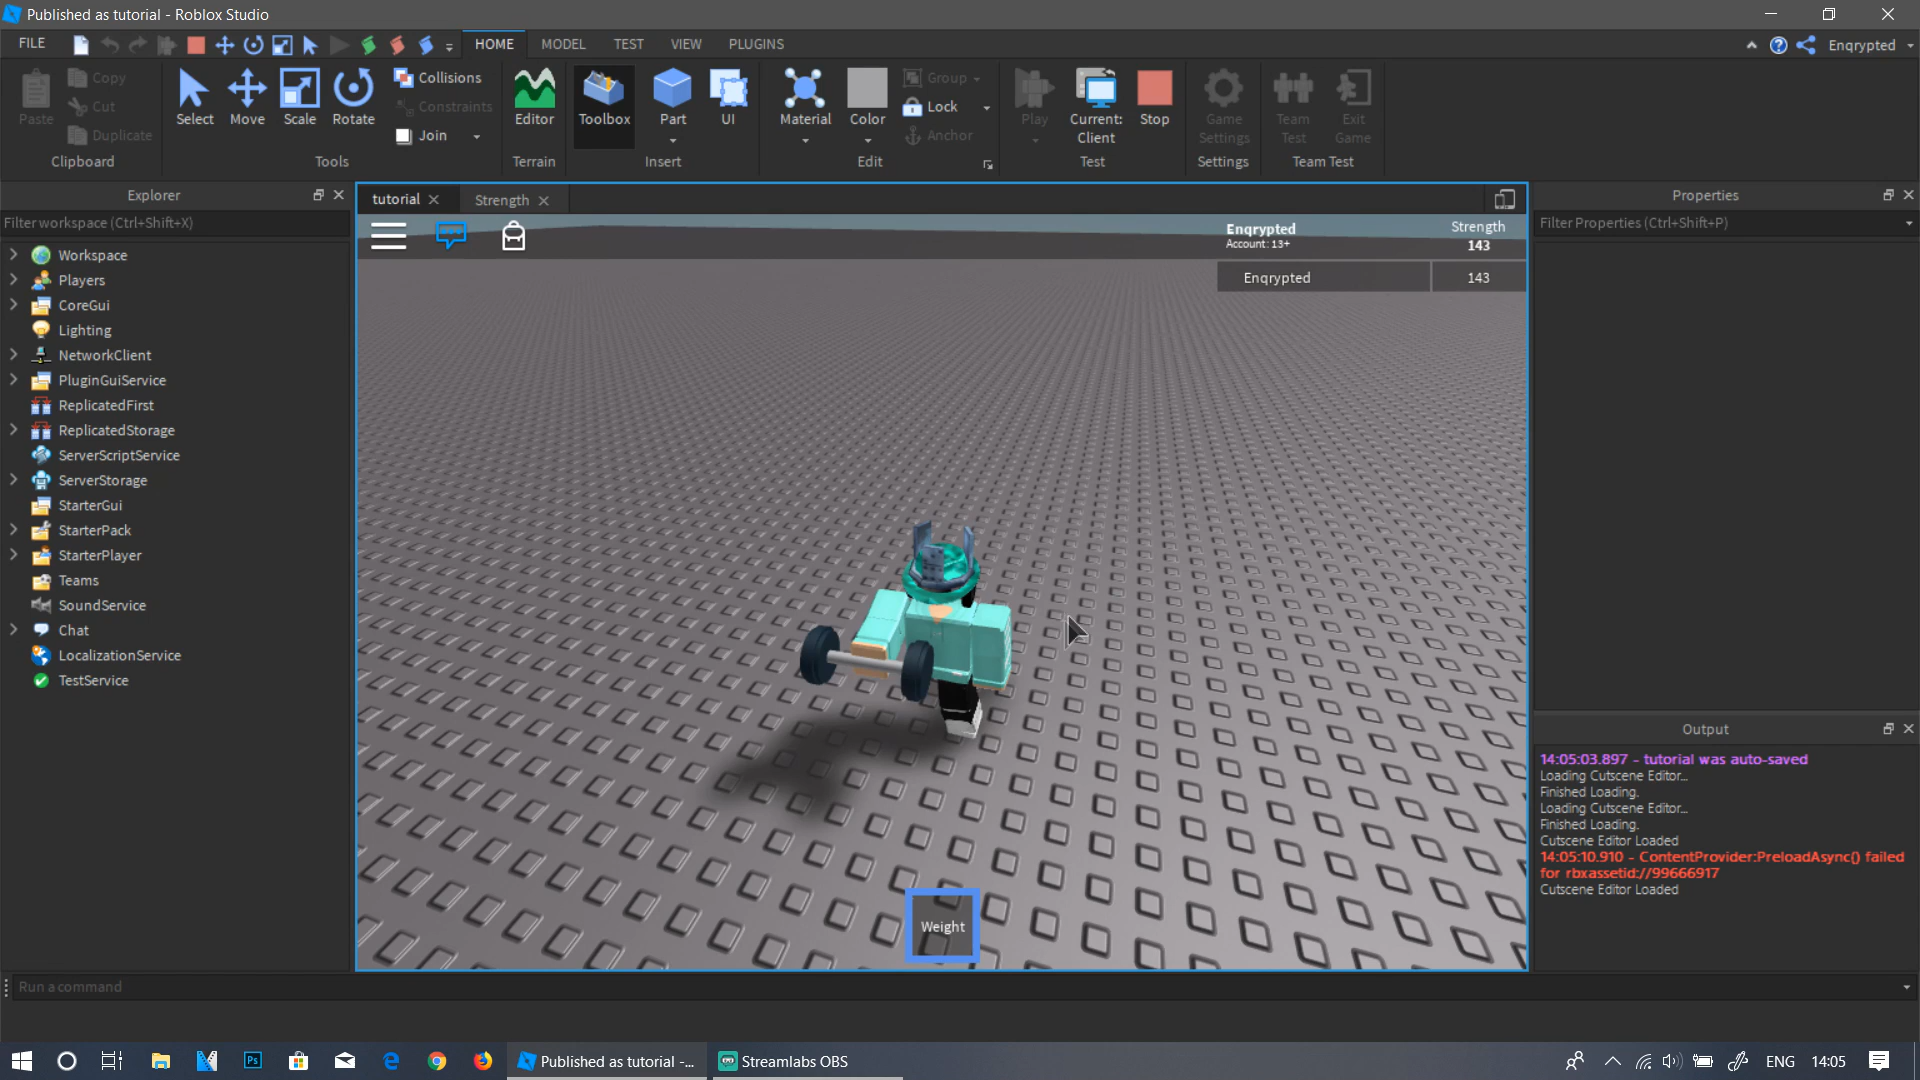 Published as tutorial - Roblox Studio
FILE
HOME
MODEL
TEST
VIEW
PLUGINS
Enqrypted
Paste
Copy
Cut
Duplicate
Clipboard
Select
Move
Scale
Rotate
Collisions
Constraints
Join
Tools
Editor
Terrain
Toolbox
Part
UI
Insert
Material
Color
Group
Lock
Anchor
Edit
Play
Current:
Client
Stop
Test
Game
Settings
Settings
Team
Test
Exit
Game
Team Test
Explorer
Filter workspace (Ctrl+Shift+X)
Workspace
Players
CoreGui
Lighting
NetworkClient
PluginGuiService
ReplicatedFirst
ReplicatedStorage
ServerScriptService
ServerStorage
StarterGui
StarterPack
StarterPlayer
Teams
SoundService
Chat
LocalizationService
TestService
tutorial
Strength
Enqrypted
Account: 13+
Strength
143
Enqrypted
143
Weight
Properties
Filter Properties (Ctrl+Shift+P)
Output
14:05:03.897 - tutorial was auto-saved
Loading Cutscene Editor...
Finished Loading.
Loading Cutscene Editor...
Finished Loading.
Cutscene Editor Loaded
14:05:10.910 - ContentProvider:PreloadAsync() failed
for rbxassetid://99666917
Cutscene Editor Loaded
Run a command
Ps
Published as tutorial -...
Streamlabs OBS
ENG
14:05